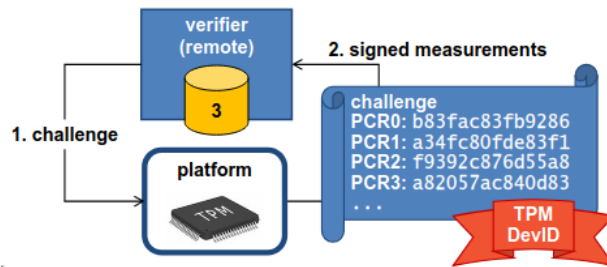 verifier
(remote)
3
2. signed measurements
1. challenge
platform
TPM
challenge
PCR0: b83fac83fb9286
PCR1: a34fc80fde83f1
PCR2: f9392c876d55a8
PCR3: a82057ac840d83
...
TPM
DevID